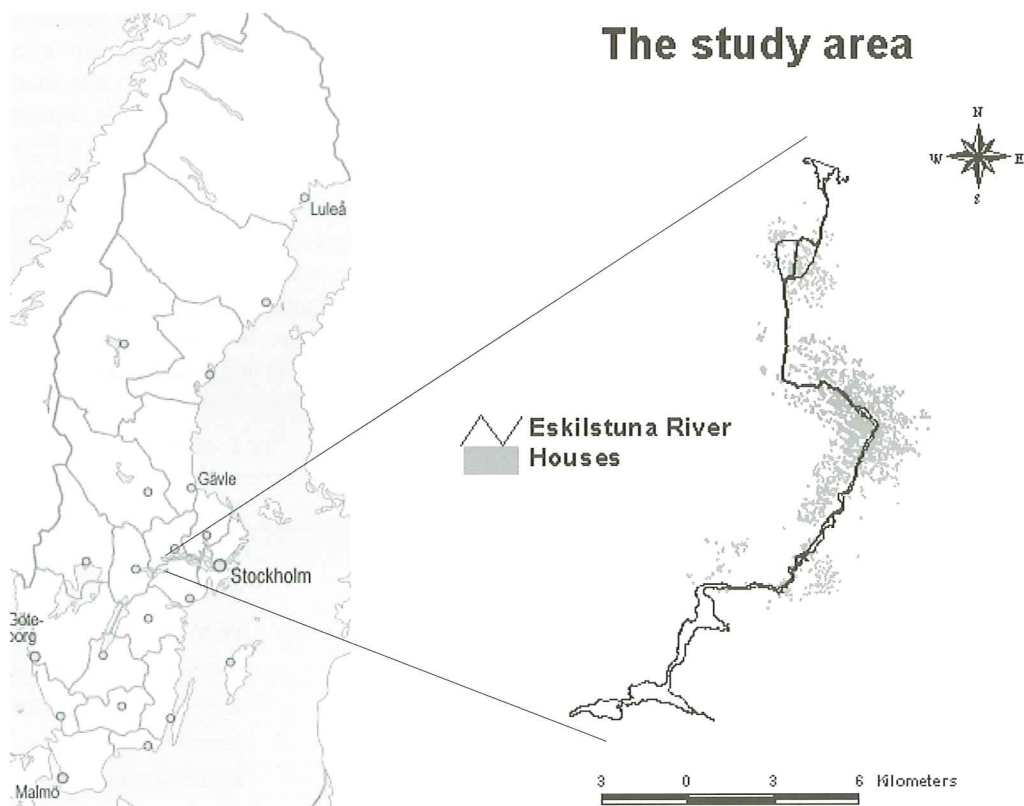 The study area
N
W E
S
Luleå
Eskilstuna River
Houses
Gävle
Stockholm
Göte-
borg
Malmö
3 0 3 6 Kilometers